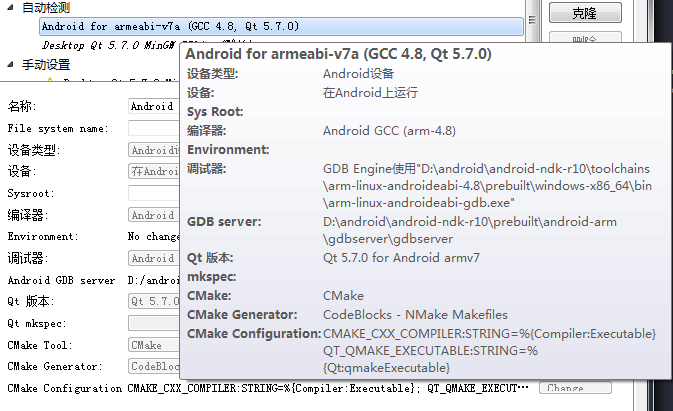 自动检测
Android for armeabi-v7a (GCC 4.8, Qt 5.7.0)
克隆
Desktop Qt 5.7.0 MinGW
手动设置
Android for armeabi-v7a (GCC 4.8, Qt 5.7.0)
设备类型: Android设备
设备: 在Android上运行
Sys Root:
编译器: Android GCC (arm-4.8)
Environment:
调试器: GDB Engine使用"D:\android\android-ndk-r10\toolchains
\arm-linux-androideabi-4.8\prebuilt\windows-x86_64\bin
\arm-linux-androideabi-gdb.exe"
GDB server: D:\android\android-ndk-r10\prebuilt\android-arm
\gdbserver\gdbserver
Qt 版本: Qt 5.7.0 for Android armv7
mkspec:
CMake: CMake
CMake Generator: CodeBlocks - NMake Makefiles
CMake Configuration: CMAKE_CXX_COMPILER:STRING=%{Compiler:Executable}
QT_QMAKE_EXECUTABLE:STRING=%
{Qt:qmakeExecutable}
名称: Android
File system name:
设备类型: Android
设备: 在Android
Sysroot:
编译器: Android
Environment: No change
调试器: Android
Android GDB server D:/android
Qt 版本: Qt 5.7.0
Qt mkspec:
CMake Tool: CMake
CMake Generator: CodeBloc
CMake Configuration CMAKE_CXX_COMPILER:STRING=%{Compiler:Executable}; QT_QMAKE_EXECUT… Change